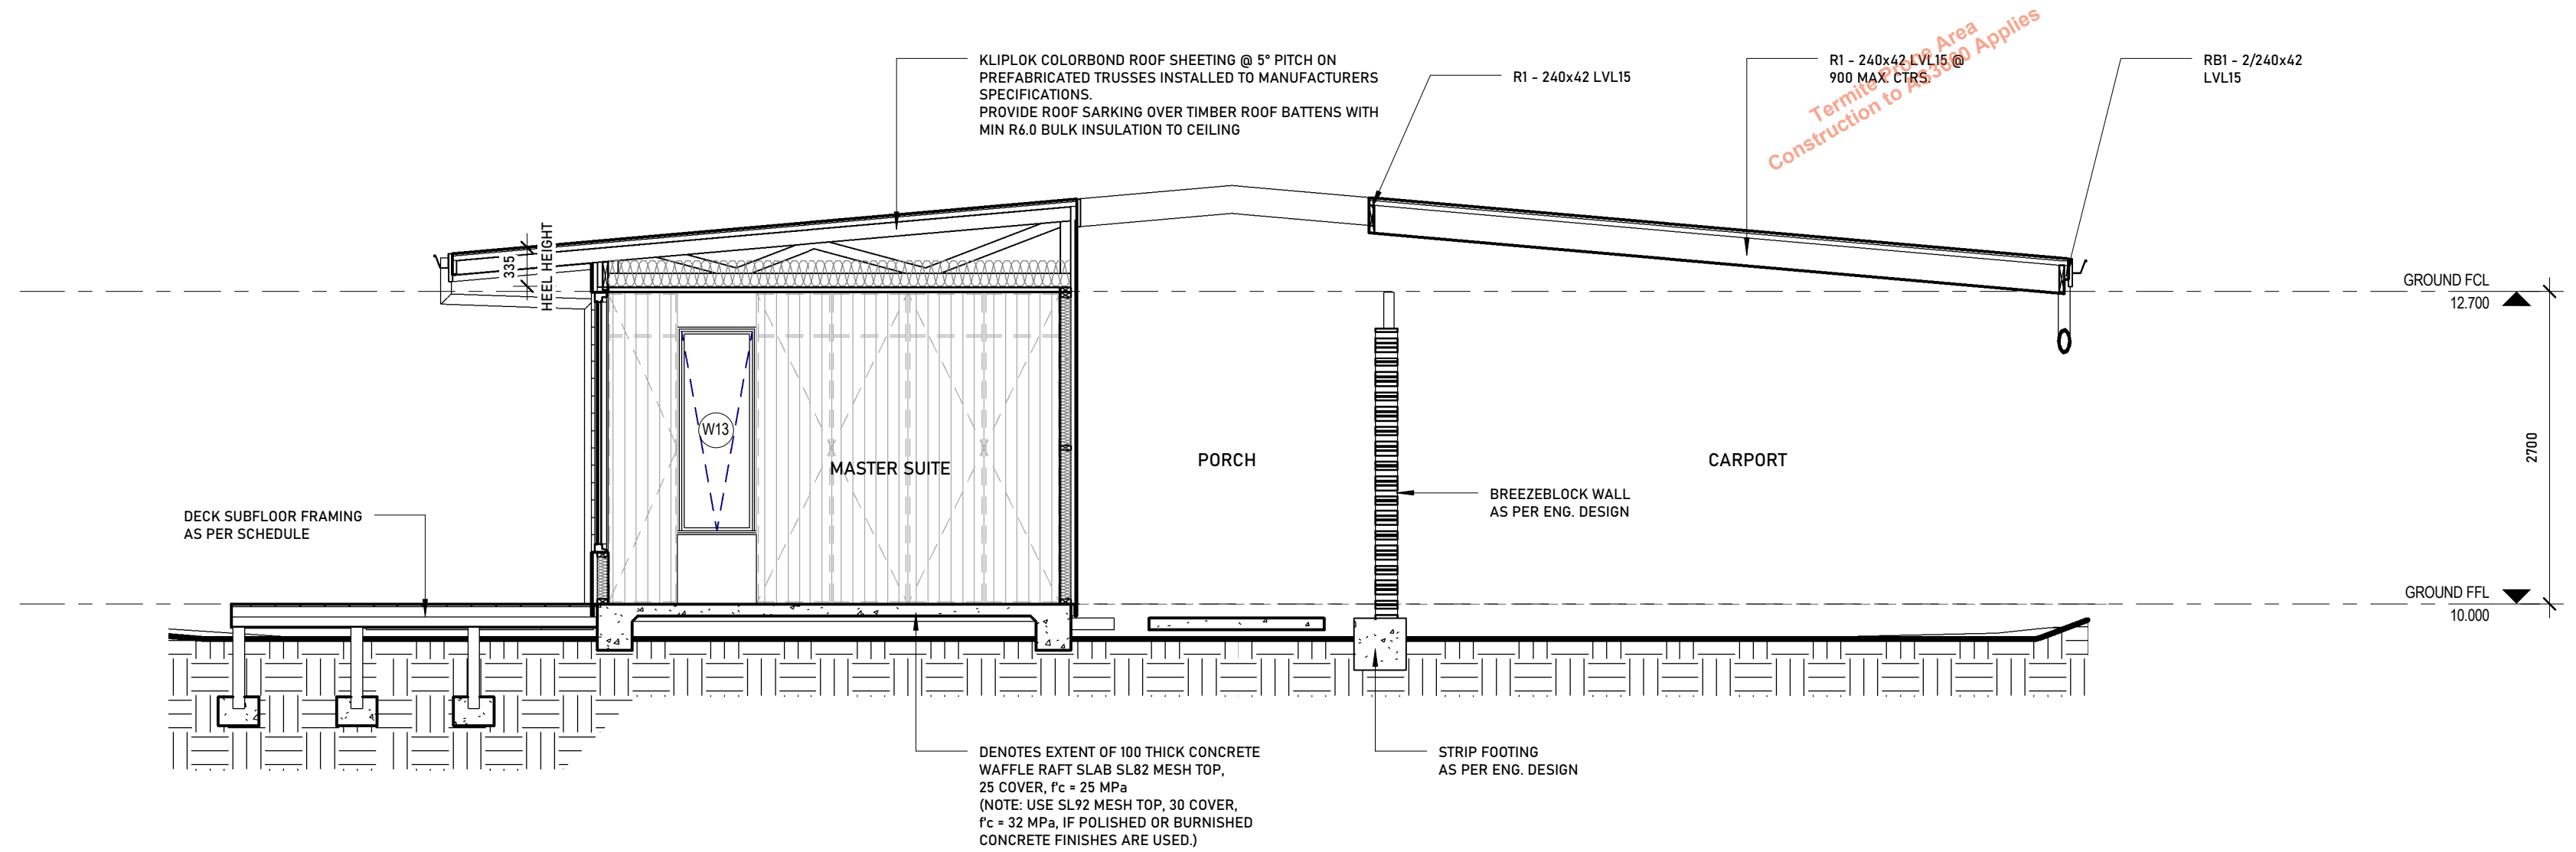 KLIPLOK COLORBOND ROOF SHEETING @ 5° PITCH ON
PREFABRICATED TRUSSES INSTALLED TO MANUFACTURERS
SPECIFICATIONS.
PROVIDE ROOF SARKING OVER TIMBER ROOF BATTENS WITH
MIN R6.0 BULK INSULATION TO CEILING
R1 - 240x42 LVL15
R1 - 240x42 LVL15 @
900 MAX. CTRS.
Termite Prone Area
Construction to AS3660 Applies
RB1 - 2/240x42
LVL15
335
HEEL HEIGHT
GROUND FCL
12.700
W13
MASTER SUITE
PORCH
CARPORT
2700
BREEZEBLOCK WALL
AS PER ENG. DESIGN
DECK SUBFLOOR FRAMING
AS PER SCHEDULE
GROUND FFL
10.000
DENOTES EXTENT OF 100 THICK CONCRETE
WAFFLE RAFT SLAB SL82 MESH TOP,
25 COVER, f'c = 25 MPa
(NOTE: USE SL92 MESH TOP, 30 COVER,
f'c = 32 MPa, IF POLISHED OR BURNISHED
CONCRETE FINISHES ARE USED.)
STRIP FOOTING
AS PER ENG. DESIGN